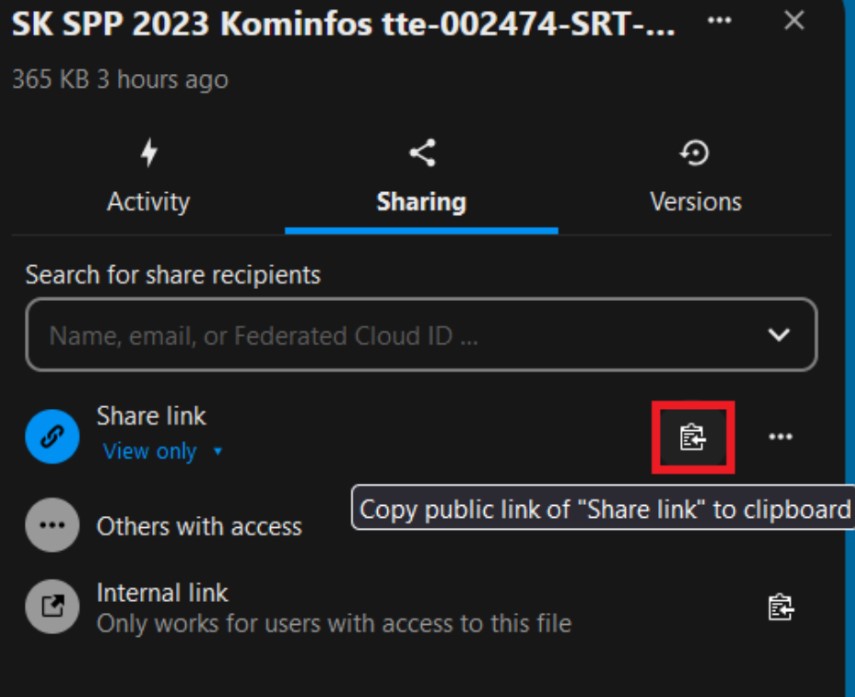 SK SPP 2023 Kominfos tte-002474-SRT-...
365 KB 3 hours ago
Activity
Sharing
Versions
Search for share recipients
Name, email, or Federated Cloud ID ...
Share link
View only
Copy public link of "Share link" to clipboard
Others with access
Internal link
Only works for users with access to this file